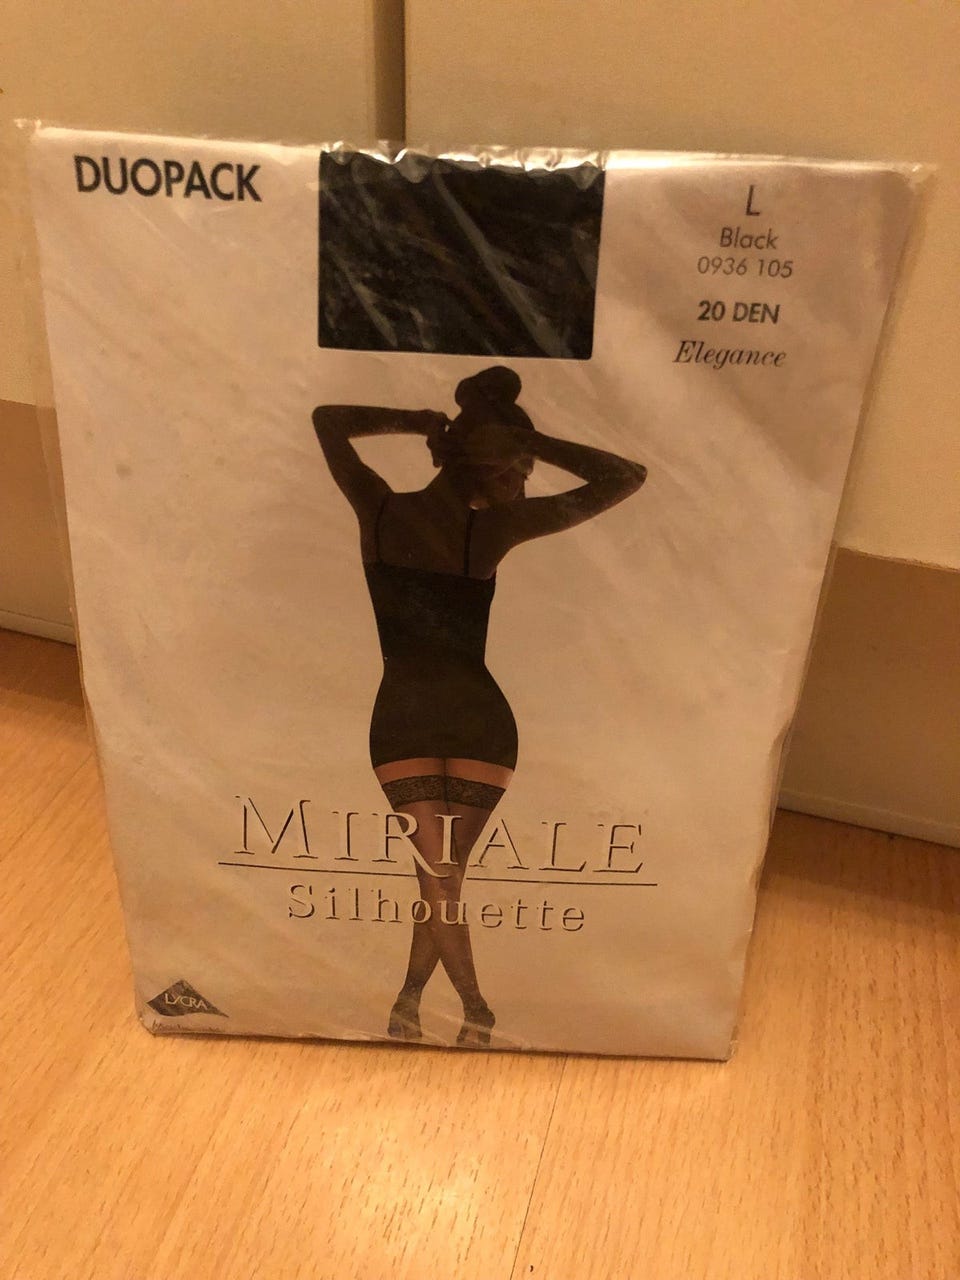 DUOPACK
L
Black
0936 105
20 DEN
Elegance
MIRIALE
Silhouette
LYCRA